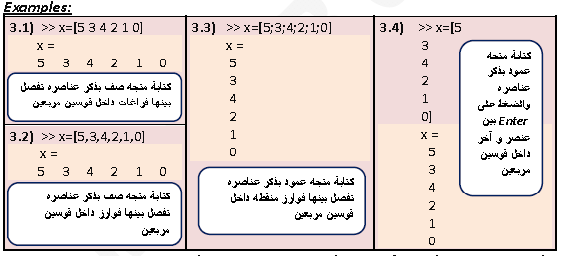 Examples:
3.1) >> x=[5 3 4 2 1 0]
x =
5 3 4 2 1 0
كتابة متجه صف بذكر عناصره تفصل
بينها فراغات داخل قوسين مربعين
3.2) >> x=[5,3,4,2,1,0]
x =
5 3 4 2 1 0
كتابة متجه صف بذكر عناصره
تفصل بينها فوارز داخل قوسين
مربعين
3.3) >> x=[5;3;4;2;1;0]
x =
5
3
4
2
1
0
كتابة متجه عمود بذكر عناصره
تفصل بينها فوارز منقطه داخل
قوسين مربعين
3.4) >> x=[5
3
4
2
1
0]
x =
5
3
4
2
1
0
كتابة متجه
عمود بذكر
عناصره
والضغط على
Enter بين
عنصر و آخر
داخل قوسين
مربعين